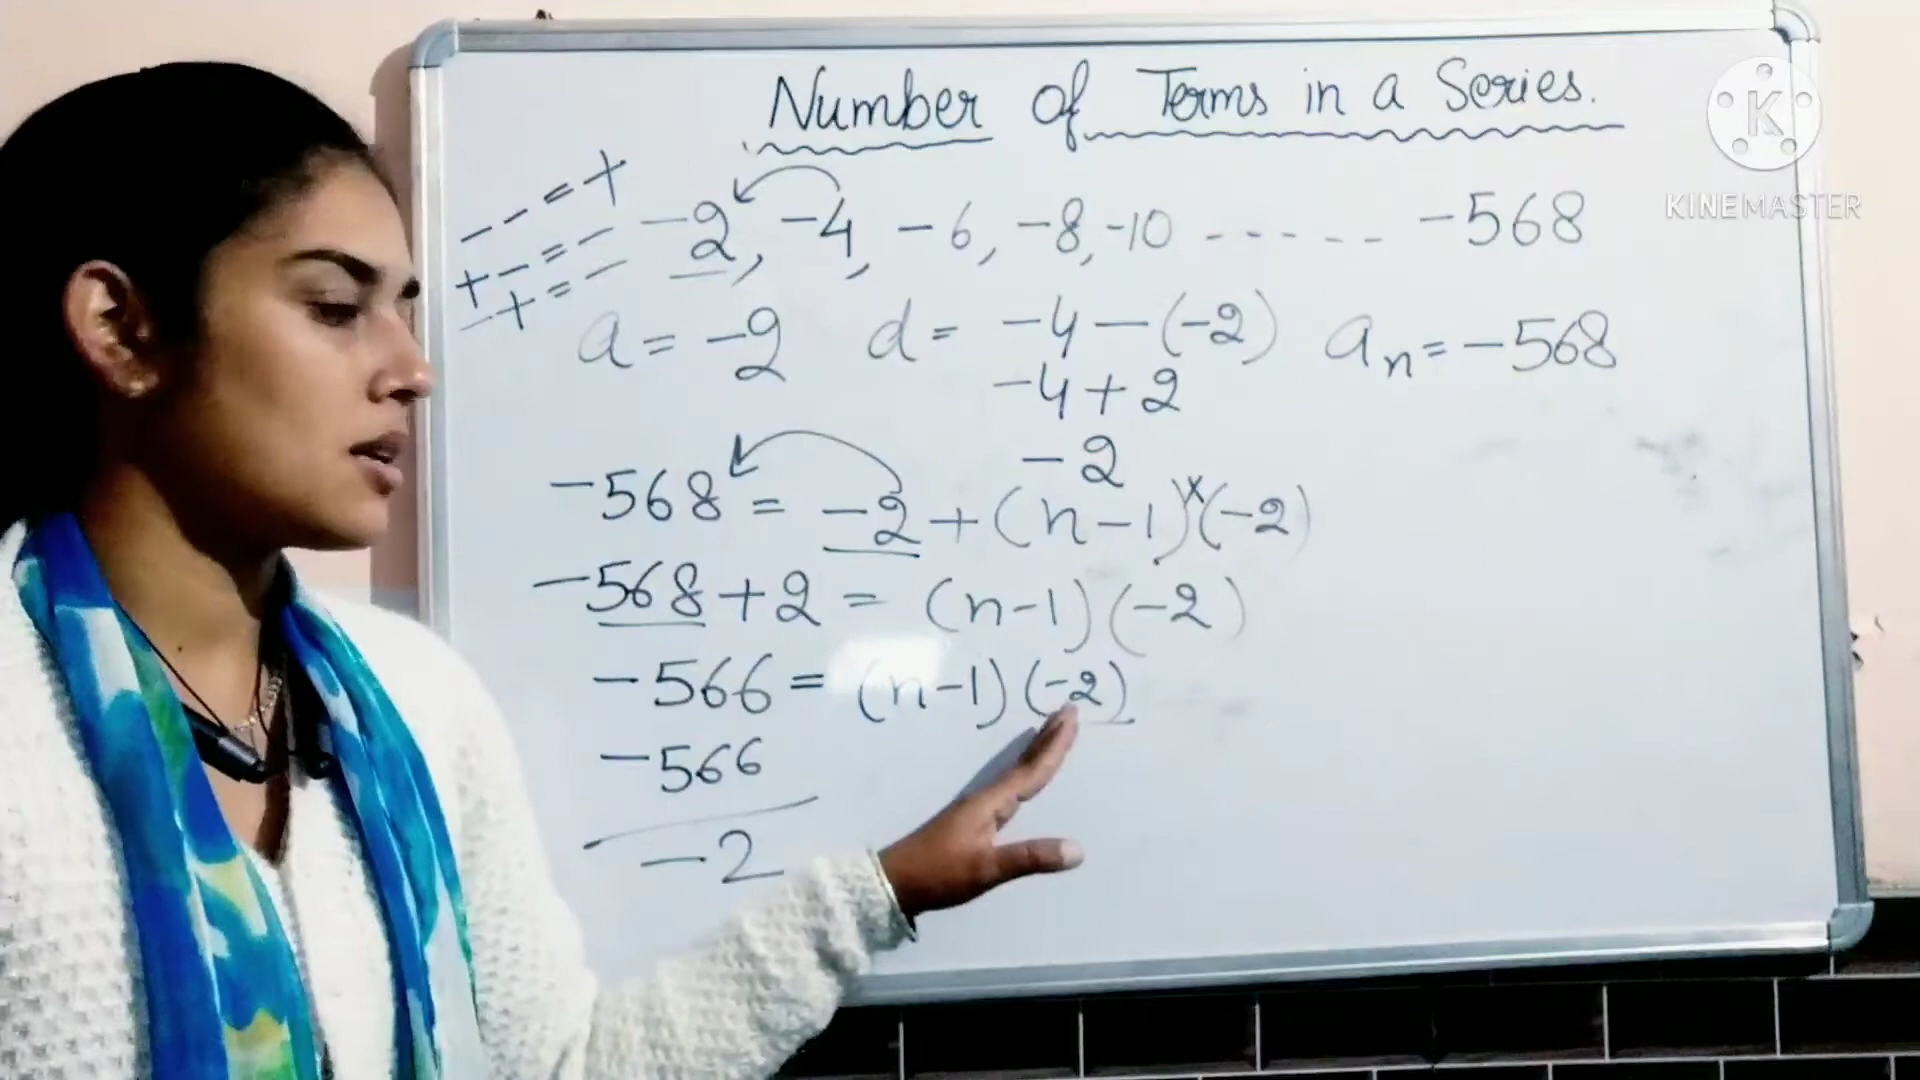 Number of Terms in a Series.
K
KINEMASTER
- - = +
+ - = -
- + = -
-2, -4, -6, -8, -10 ------ -568
a = -2 d = -4-(-2) an = -568
-4+2
-2
-568 = -2+(n-1)×(-2)
-568+2 = (n-1)(-2)
-566 = (n-1)(-2)
-566
-2